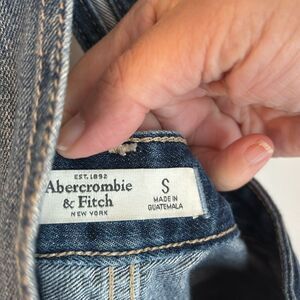 EST. 1892
Abercrombie
& Fitch
NEW YORK
S
MADE IN
GUATEMALA